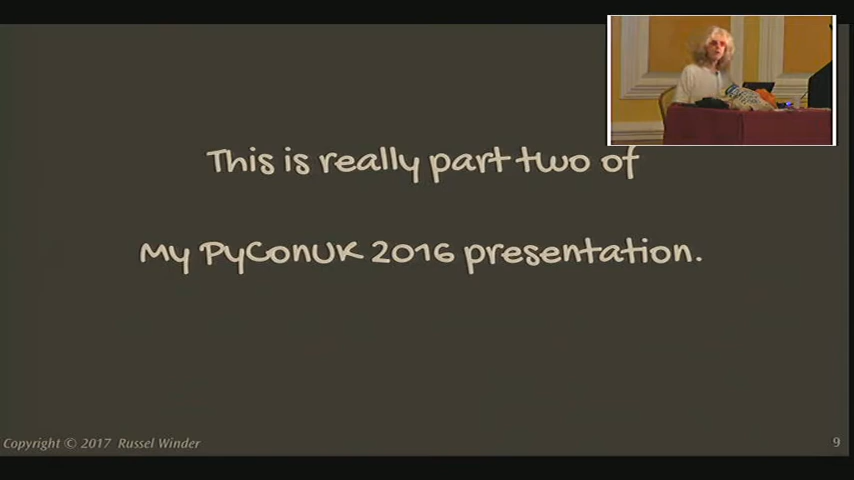 This is really part two of
My PyConUK 2016 presentation.
Copyright © 2017 Russel Winder
9